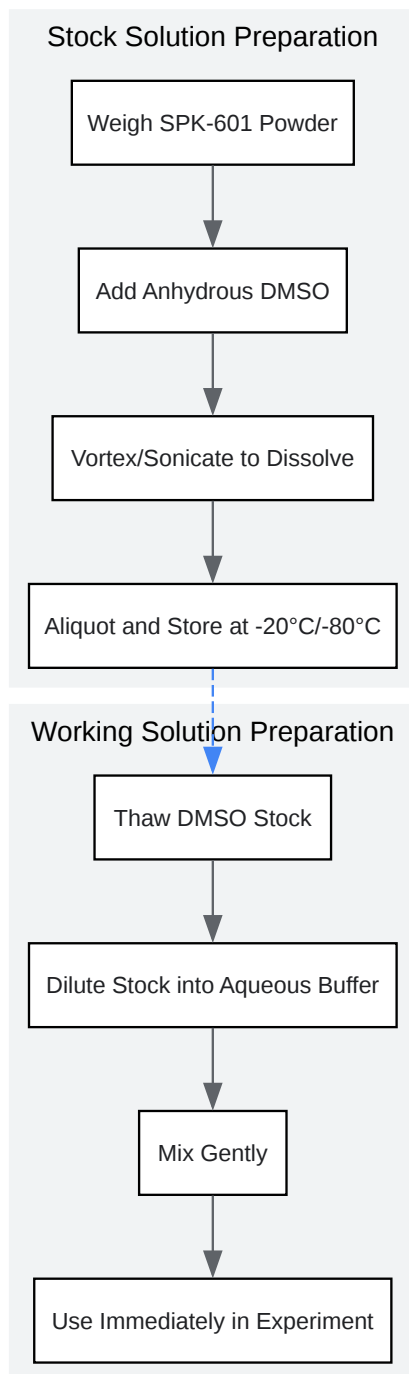 Stock Solution Preparation
Weigh SPK-601 Powder
Add Anhydrous DMSO
Vortex/Sonicate to Dissolve
Aliquot and Store at -20°C/-80°C
Working Solution Preparation
Thaw DMSO Stock
Dilute Stock into Aqueous Buffer
Mix Gently
Use Immediately in Experiment